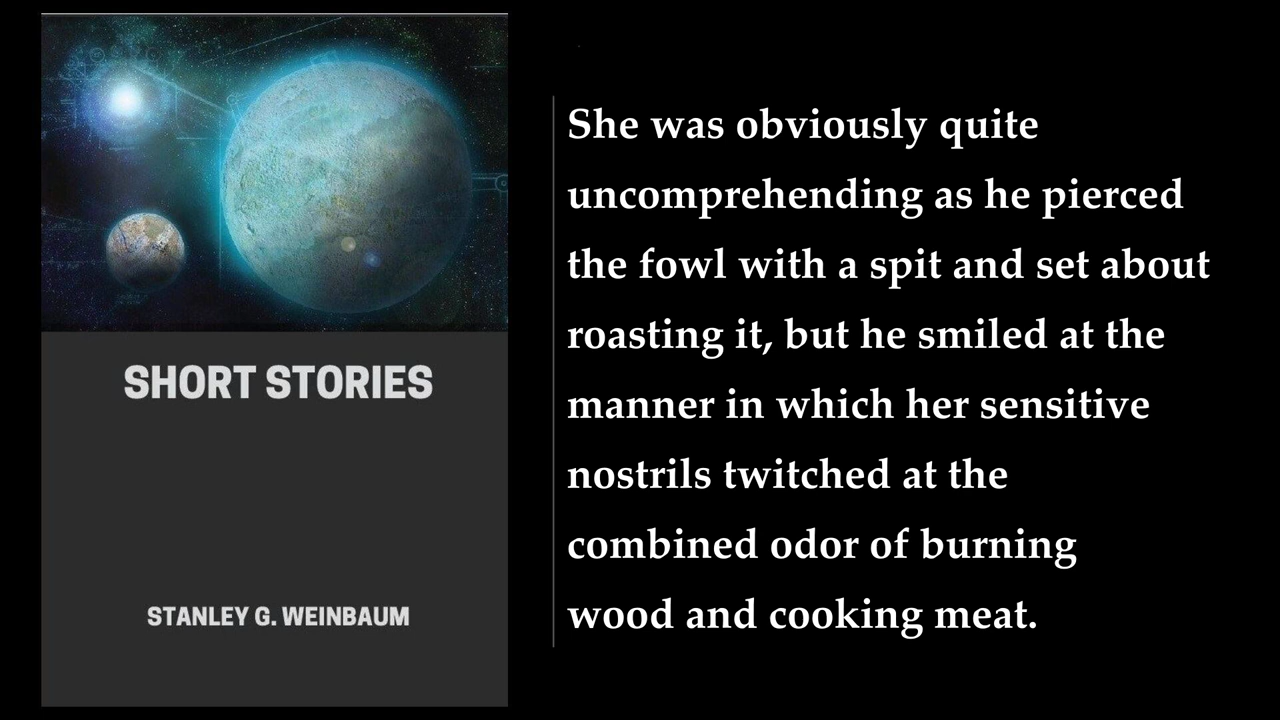 SHORT STORIES
STANLEY G. WEINBAUM
She was obviously quite
uncomprehending as he pierced
the fowl with a spit and set about
roasting it, but he smiled at the
manner in which her sensitive
nostrils twitched at the
combined odor of burning
wood and cooking meat.